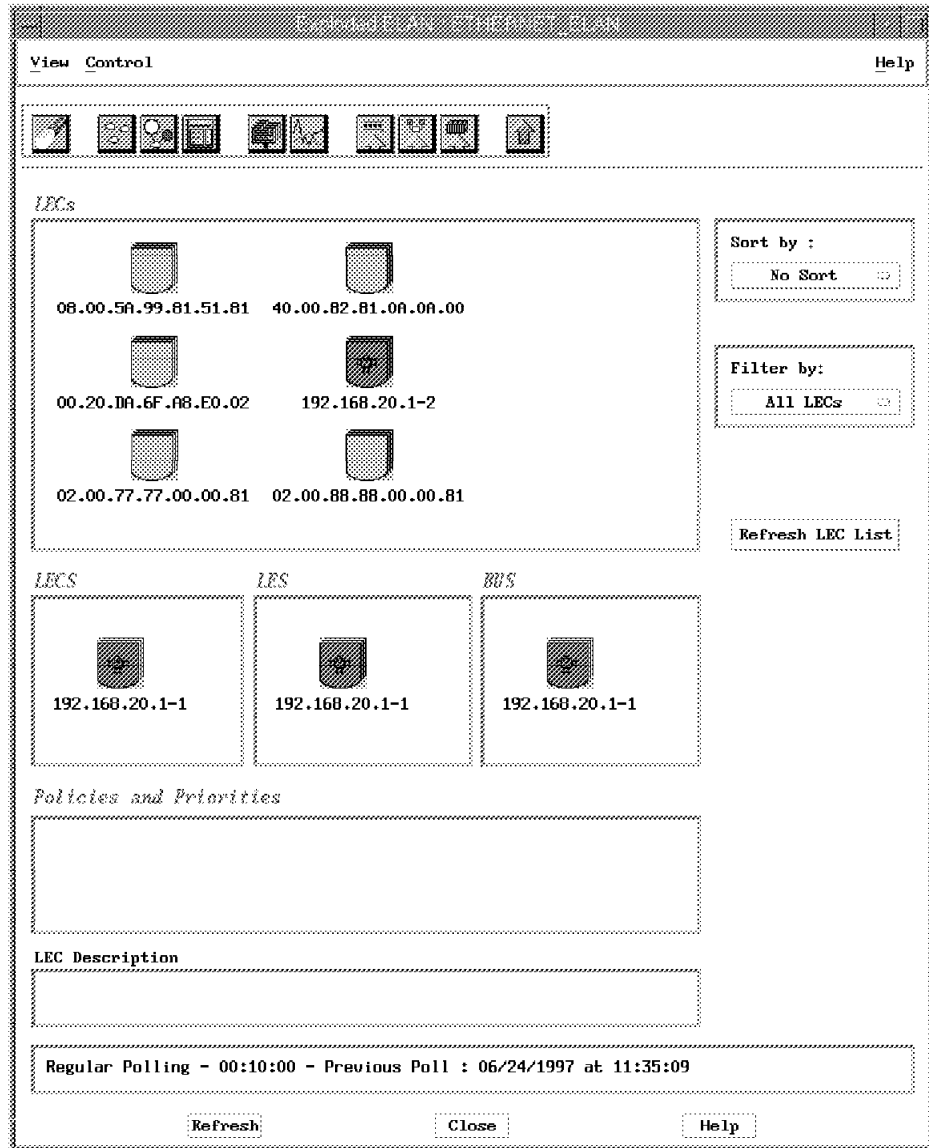 Exploded ELAN : ETHERNET_ELAN
View Control Help
LECs
08.00.5A.99.81.51.81 40.00.82.81.0A.0A.00
00.20.DA.6F.A8.E0.02 192.168.20.1-2
02.00.77.77.00.00.81 02.00.88.88.00.00.81
Sort by :
No Sort
Filter by:
All LECs
Refresh LEC List
LECS LES BUS
192.168.20.1-1 192.168.20.1-1 192.168.20.1-1
Policies and Priorities
LEC Description
Regular Polling - 00:10:00 - Previous Poll : 06/24/1997 at 11:35:09
Refresh Close Help